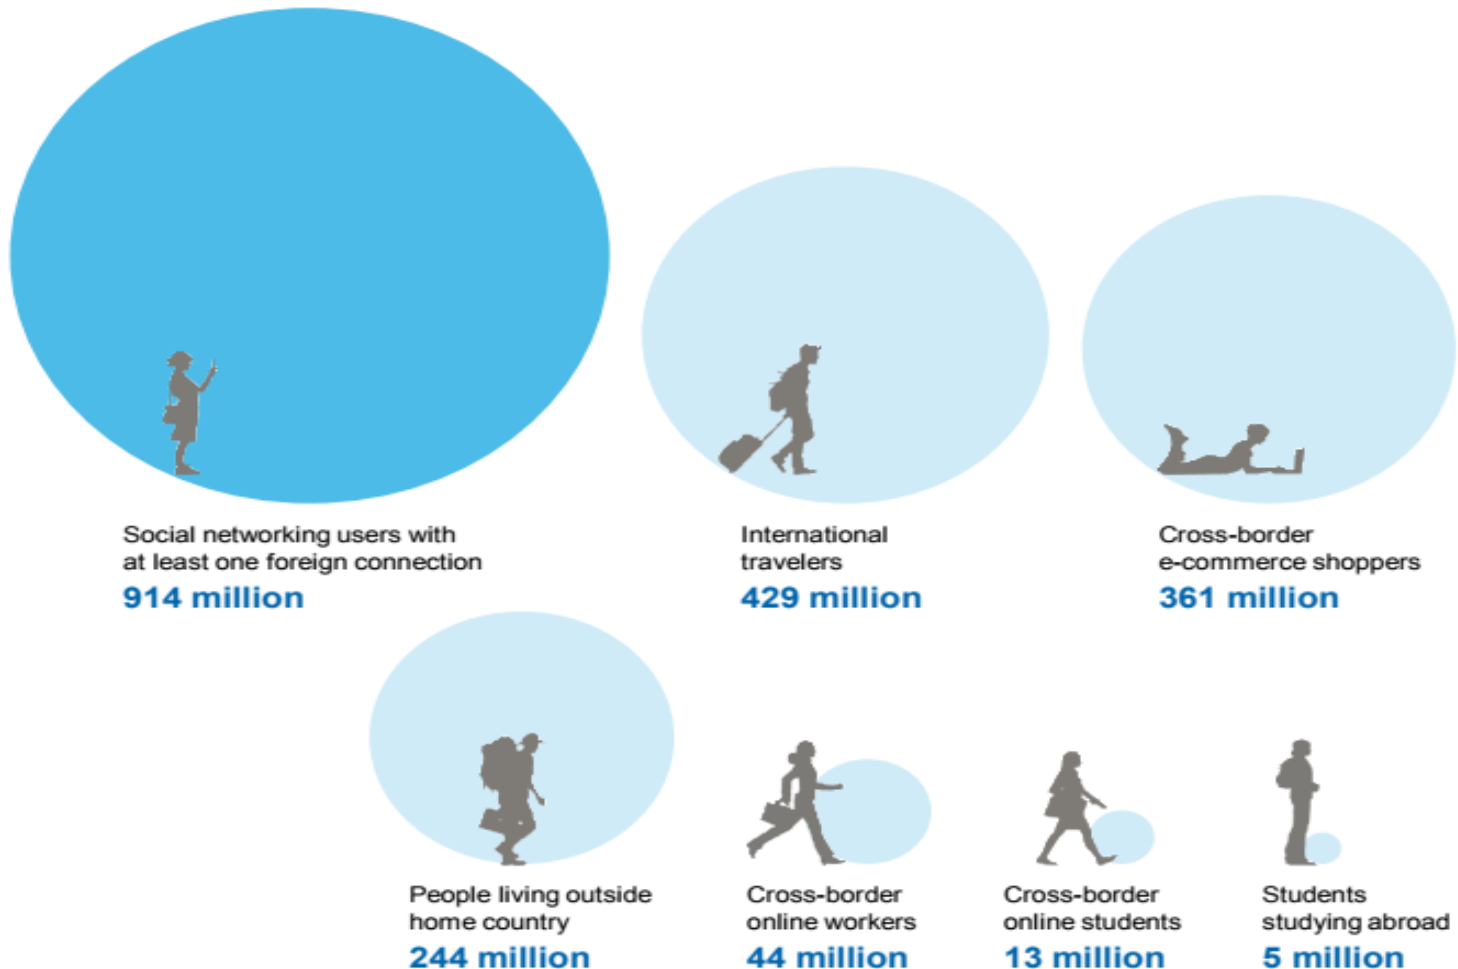 Social networking users with
at least one foreign connection
914 million
International
travelers
429 million
Cross-border
e-commerce shoppers
361 million
People living outside
home country
244 million
Cross-border
online workers
44 million
Cross-border
online students
13 million
Students
studying abroad
5 million